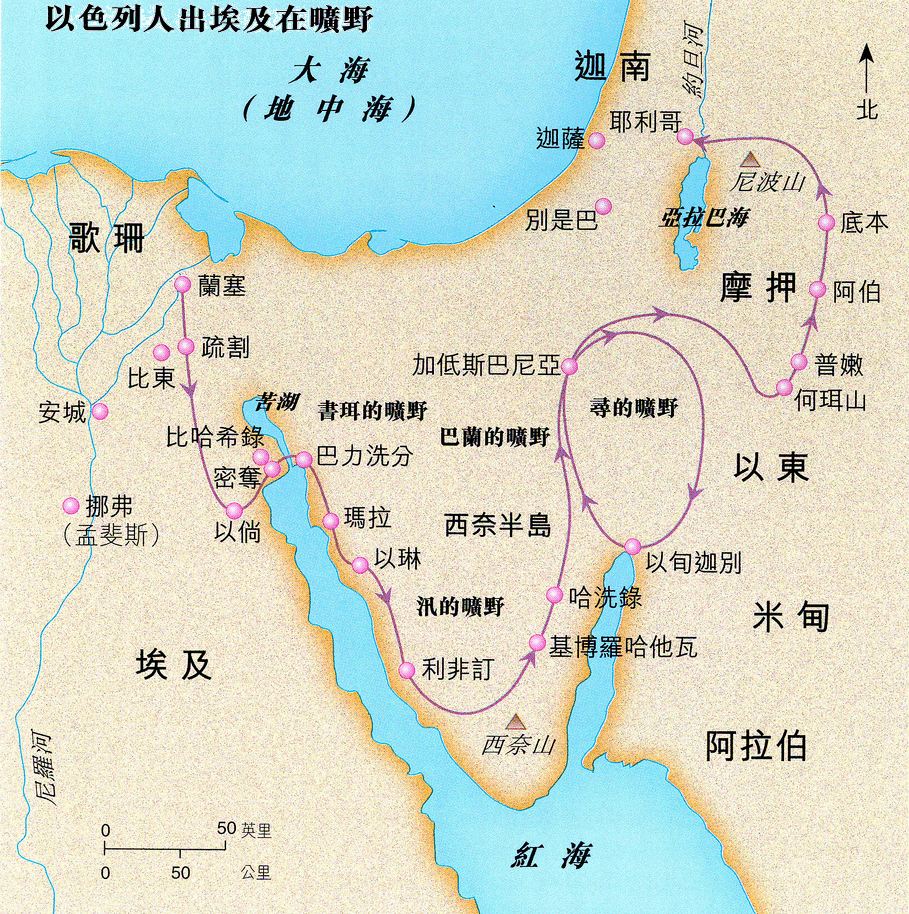 以色列人出埃及在曠野
大海
(地中海)
迦南
約旦河
北
迦薩
耶利哥
尼波山
別是巴
亞拉巴海
底本
歌珊
摩押
阿伯
蘭塞
疏割
比東
加低斯巴尼亞
普嫩
何珥山
安城
苦湖
書珥的曠野
尋的曠野
巴蘭的曠野
比哈希錄
密奪
巴力洗分
以東
挪弗
(孟斐斯)
以倘
瑪拉
西奈半島
以琳
以旬迦別
汛的曠野
哈洗錄
米甸
基博羅哈他瓦
埃及
利非訂
西奈山
阿拉伯
尼羅河
0 50 英里
0 50 公里
紅海